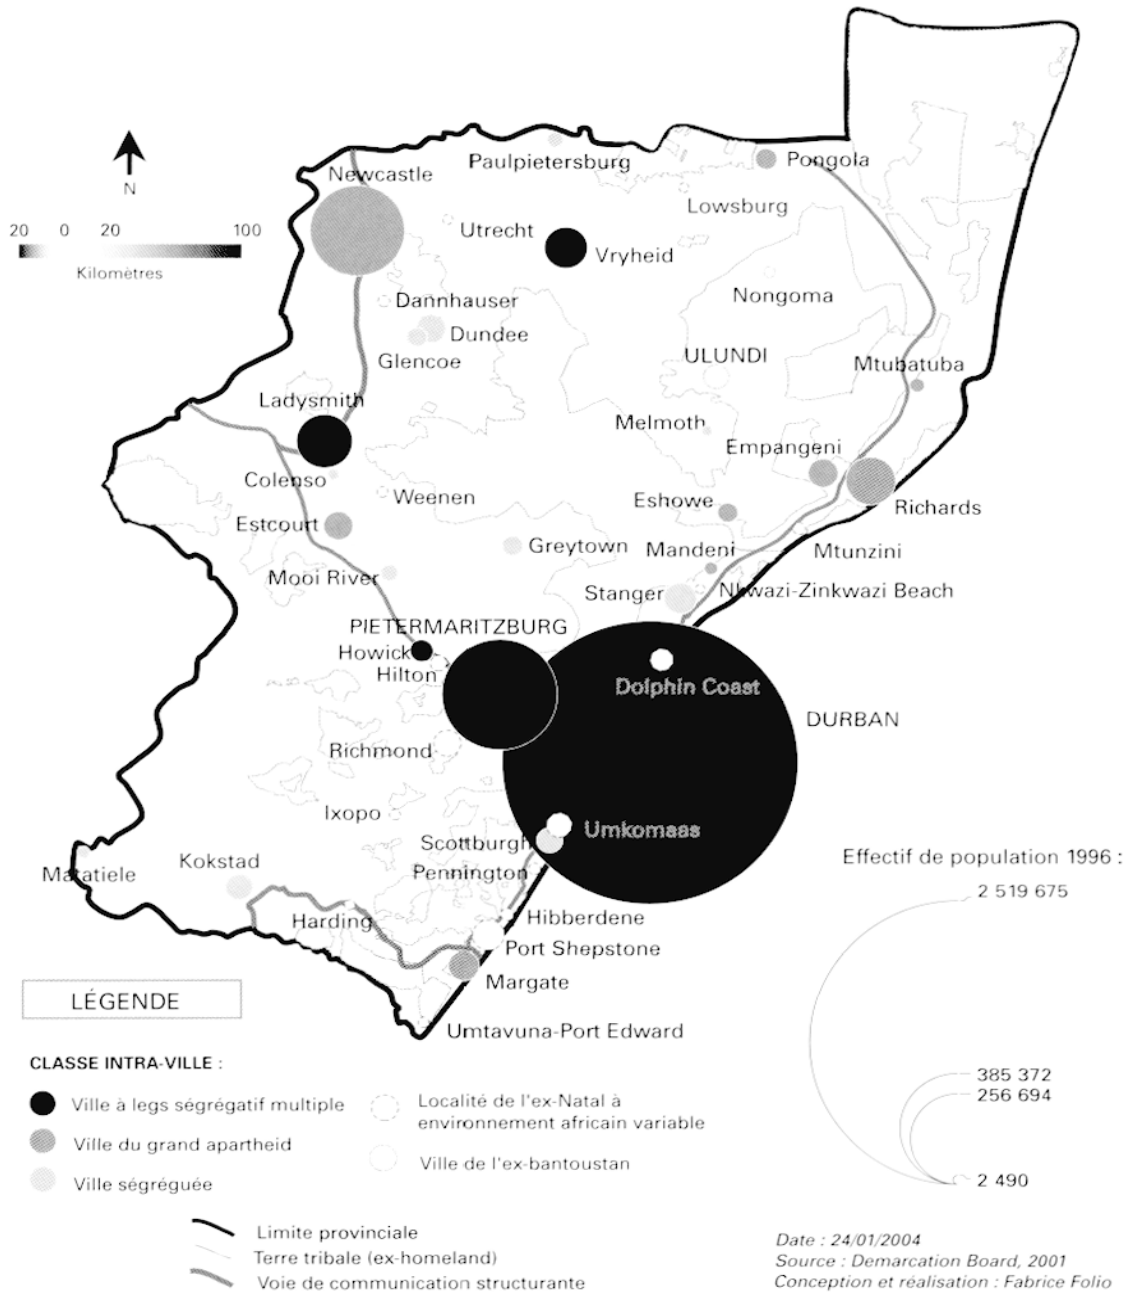 Paulpietersburg
Pongola
Newcastle
N
Lowsburg
20 0 20 100
Utrecht
Vryheid
Kilomètres
Nongoma
Dannhauser
Dundee
ULUNDI
Glencoe
Mtubatuba
Ladysmith
Melmoth
Empangeni
Colenso
Weenen
Eshowe
Richards
Estcourt
Greytown
Mandeni
Mtunzini
Mooi River
Stanger
Nkwazi-Zinkwazi Beach
PIETERMARITZBURG
Howick
Hilton
Dolphin Coast
DURBAN
Richmond
Ixopo
Umkomaas
Scottburgh
Effectif de population 1996 :
Kokstad
Matatiele
Pennington
2 519 675
Harding
Hibberdene
Port Shepstone
Margate
LÉGENDE
Umtavuna-Port Edward
CLASSE INTRA-VILLE :
385 372
256 694
2 490
Ville à legs ségrégatif multiple
Ville du grand apartheid
Ville ségréguée
Localité de l'ex-Natal à
environnement africain variable
Ville de l'ex-bantoustan
Limite provinciale
Terre tribale (ex-homeland)
Voie de communication structurante
Date : 24/01/2004
Source : Demarcation Board, 2001
Conception et réalisation : Fabrice Folio